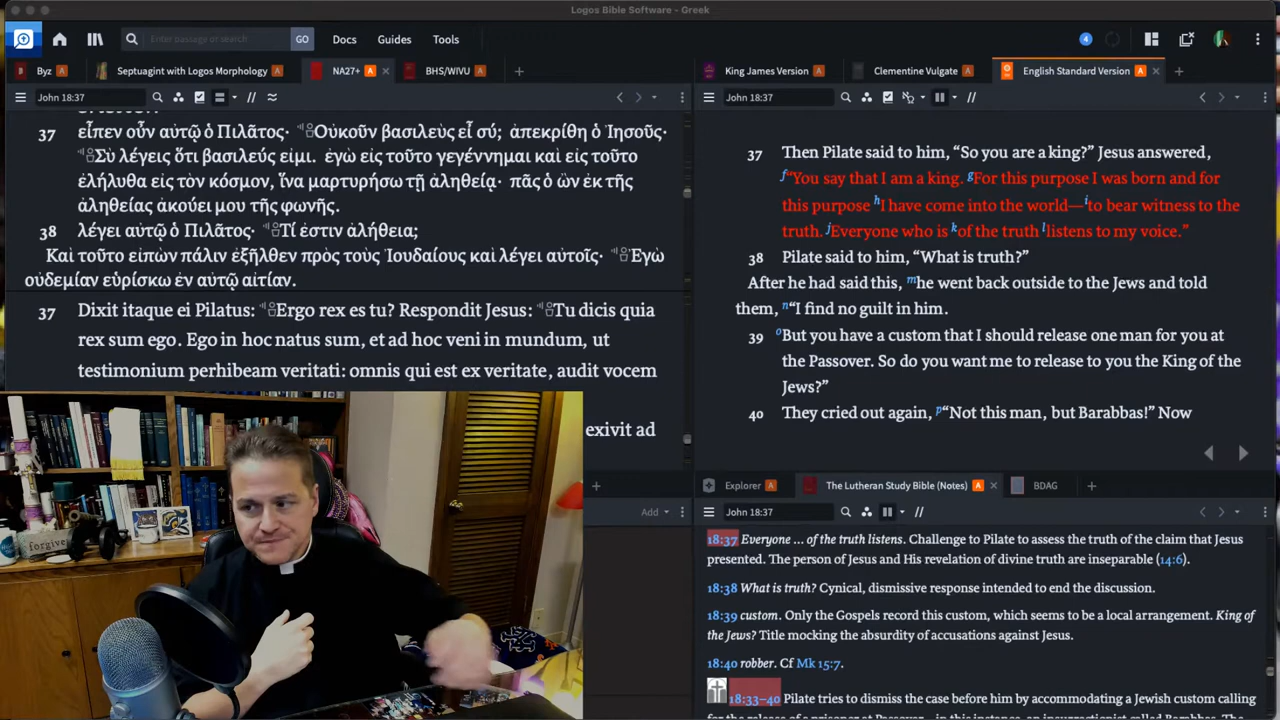 Logos Bible Software - Greek
Enter passage or search GO Docs Guides Tools 4
Byz A Septuagint with Logos Morphology A NA27+ A BHS/WIVU A
John 18:37
37 εἶπεν οὖν αὐτῷ ὁ Πιλᾶτος· Οὐκοῦν βασιλεὺς εἶ σύ; ἀπεκρίθη ὁ Ἰησοῦς·
Σὺ λέγεις ὅτι βασιλεύς εἰμι. ἐγὼ εἰς τοῦτο γεγέννημαι καὶ εἰς τοῦτο
ἐλήλυθα εἰς τὸν κόσμον, ἵνα μαρτυρήσω τῇ ἀληθείᾳ· πᾶς ὁ ὢν ἐκ τῆς
ἀληθείας ἀκούει μου τῆς φωνῆς.
38 λέγει αὐτῷ ὁ Πιλᾶτος· Τί ἐστιν ἀλήθεια;
Καὶ τοῦτο εἰπὼν πάλιν ἐξῆλθεν πρὸς τοὺς Ἰουδαίους καὶ λέγει αὐτοῖς· Ἐγὼ
οὐδεμίαν εὑρίσκω ἐν αὐτῷ αἰτίαν.
37 Dixit itaque ei Pilatus: Ergo rex es tu? Respondit Jesus: Tu dicis quia
rex sum ego. Ego in hoc natus sum, et ad hoc veni in mundum, ut
testimonium perhibeam veritati: omnis qui est ex veritate, audit vocem
exivit ad
Add
forgive
King James Version A Clementine Vulgate A English Standard Version A
John 18:37
37 Then Pilate said to him, “So you are a king?” Jesus answered,
f“You say that I am a king. gFor this purpose I was born and for
this purpose hI have come into the world—ito bear witness to the
truth. jEveryone who is kof the truth llistens to my voice.”
38 Pilate said to him, “What is truth?”
After he had said this, mhe went back outside to the Jews and told
them, n“I find no guilt in him.
39 oBut you have a custom that I should release one man for you at
the Passover. So do you want me to release to you the King of the
Jews?”
40 They cried out again, p“Not this man, but Barabbas!” Now
Explorer A The Lutheran Study Bible (Notes) A BDAG
John 18:37
18:37 Everyone … of the truth listens. Challenge to Pilate to assess the truth of the claim that Jesus
presented. The person of Jesus and His revelation of divine truth are inseparable (14:6).
18:38 What is truth? Cynical, dismissive response intended to end the discussion.
18:39 custom. Only the Gospels record this custom, which seems to be a local arrangement. King of
the Jews? Title mocking the absurdity of accusations against Jesus.
18:40 robber. Cf Mk 15:7.
18:33–40 Pilate tries to dismiss the case before him by accommodating a Jewish custom calling